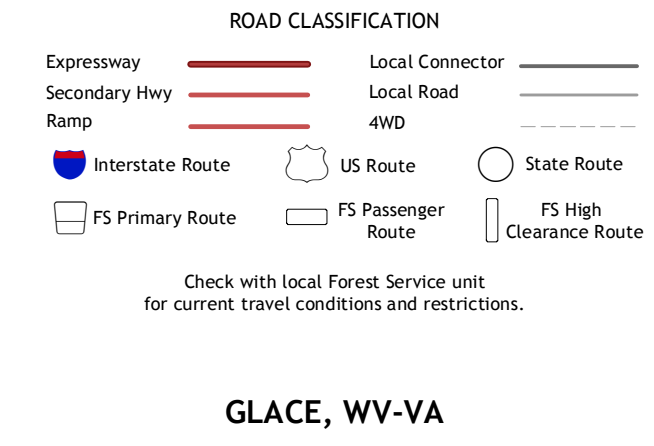 ROAD CLASSIFICATION
Expressway
Local Connector
Secondary Hwy
Local Road
Ramp
4WD
Interstate Route
US Route
State Route
FS Primary Route
FS Passenger
Route
FS High
Clearance Route
Check with local Forest Service unit
for current travel conditions and restrictions.
GLACE, WV-VA